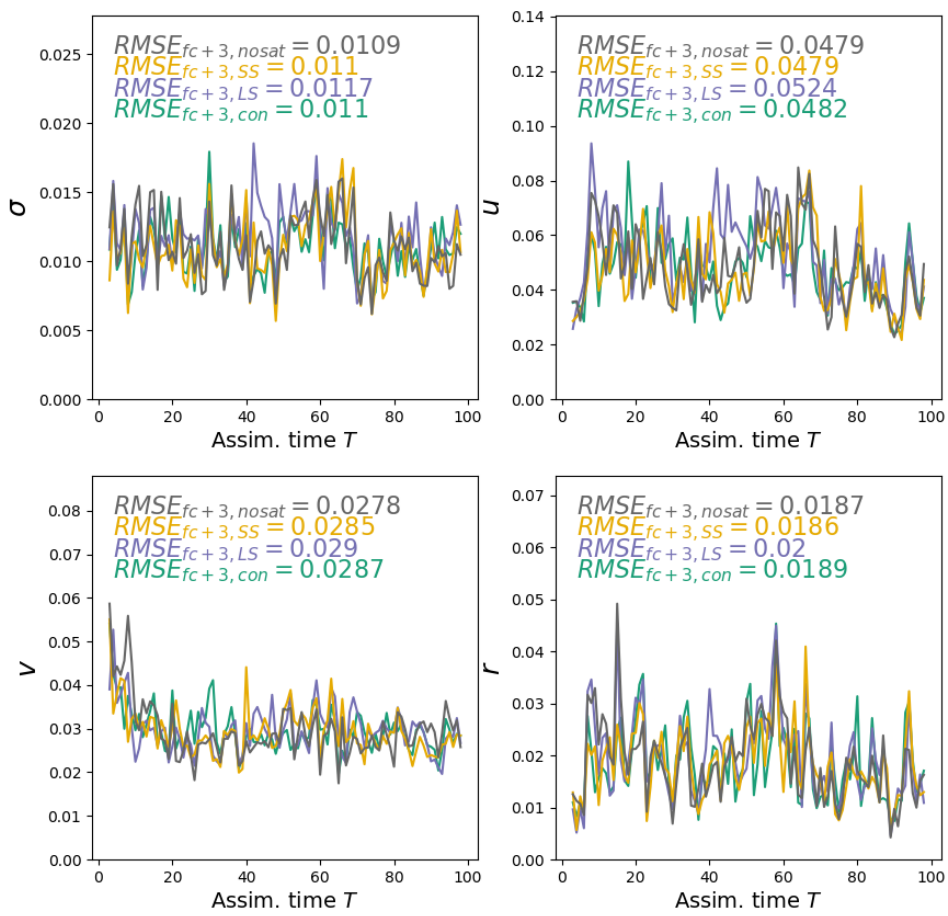 RMSE_{fc+3, nosat} = 0.0109
RMSE_{fc+3, SS} = 0.011
RMSE_{fc+3, LS} = 0.0117
RMSE_{fc+3, con} = 0.011
0.025
0.020
0.015
0.010
0.005
0.000
σ
0 20 40 60 80 100
Assim. time T
RMSE_{fc+3, nosat} = 0.0479
RMSE_{fc+3, SS} = 0.0479
RMSE_{fc+3, LS} = 0.0524
RMSE_{fc+3, con} = 0.0482
0.14
0.12
0.10
0.08
0.06
0.04
0.02
0.00
u
0 20 40 60 80 100
Assim. time T
RMSE_{fc+3, nosat} = 0.0278
RMSE_{fc+3, SS} = 0.0285
RMSE_{fc+3, LS} = 0.029
RMSE_{fc+3, con} = 0.0287
0.08
0.07
0.06
0.05
0.04
0.03
0.02
0.01
0.00
v
0 20 40 60 80 100
Assim. time T
RMSE_{fc+3, nosat} = 0.0187
RMSE_{fc+3, SS} = 0.0186
RMSE_{fc+3, LS} = 0.02
RMSE_{fc+3, con} = 0.0189
0.07
0.06
0.05
0.04
0.03
0.02
0.01
0.00
r
0 20 40 60 80 100
Assim. time T